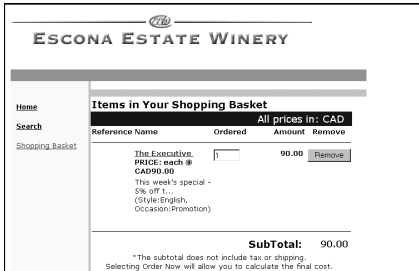 Escona Estate Winery
Home
Search
Shopping Basket
Items in Your Shopping Basket
All prices in: CAD
Reference Name Ordered Amount Remove
The Executive 1 90.00 Remove
PRICE: each @
CAD90.00
This week's special -
5% off t...
(Style:English,
Occasion:Promotion)
SubTotal: 90.00
*The subtotal does not include tax or shipping.
Selecting Order Now will allow you to calculate the final cost.